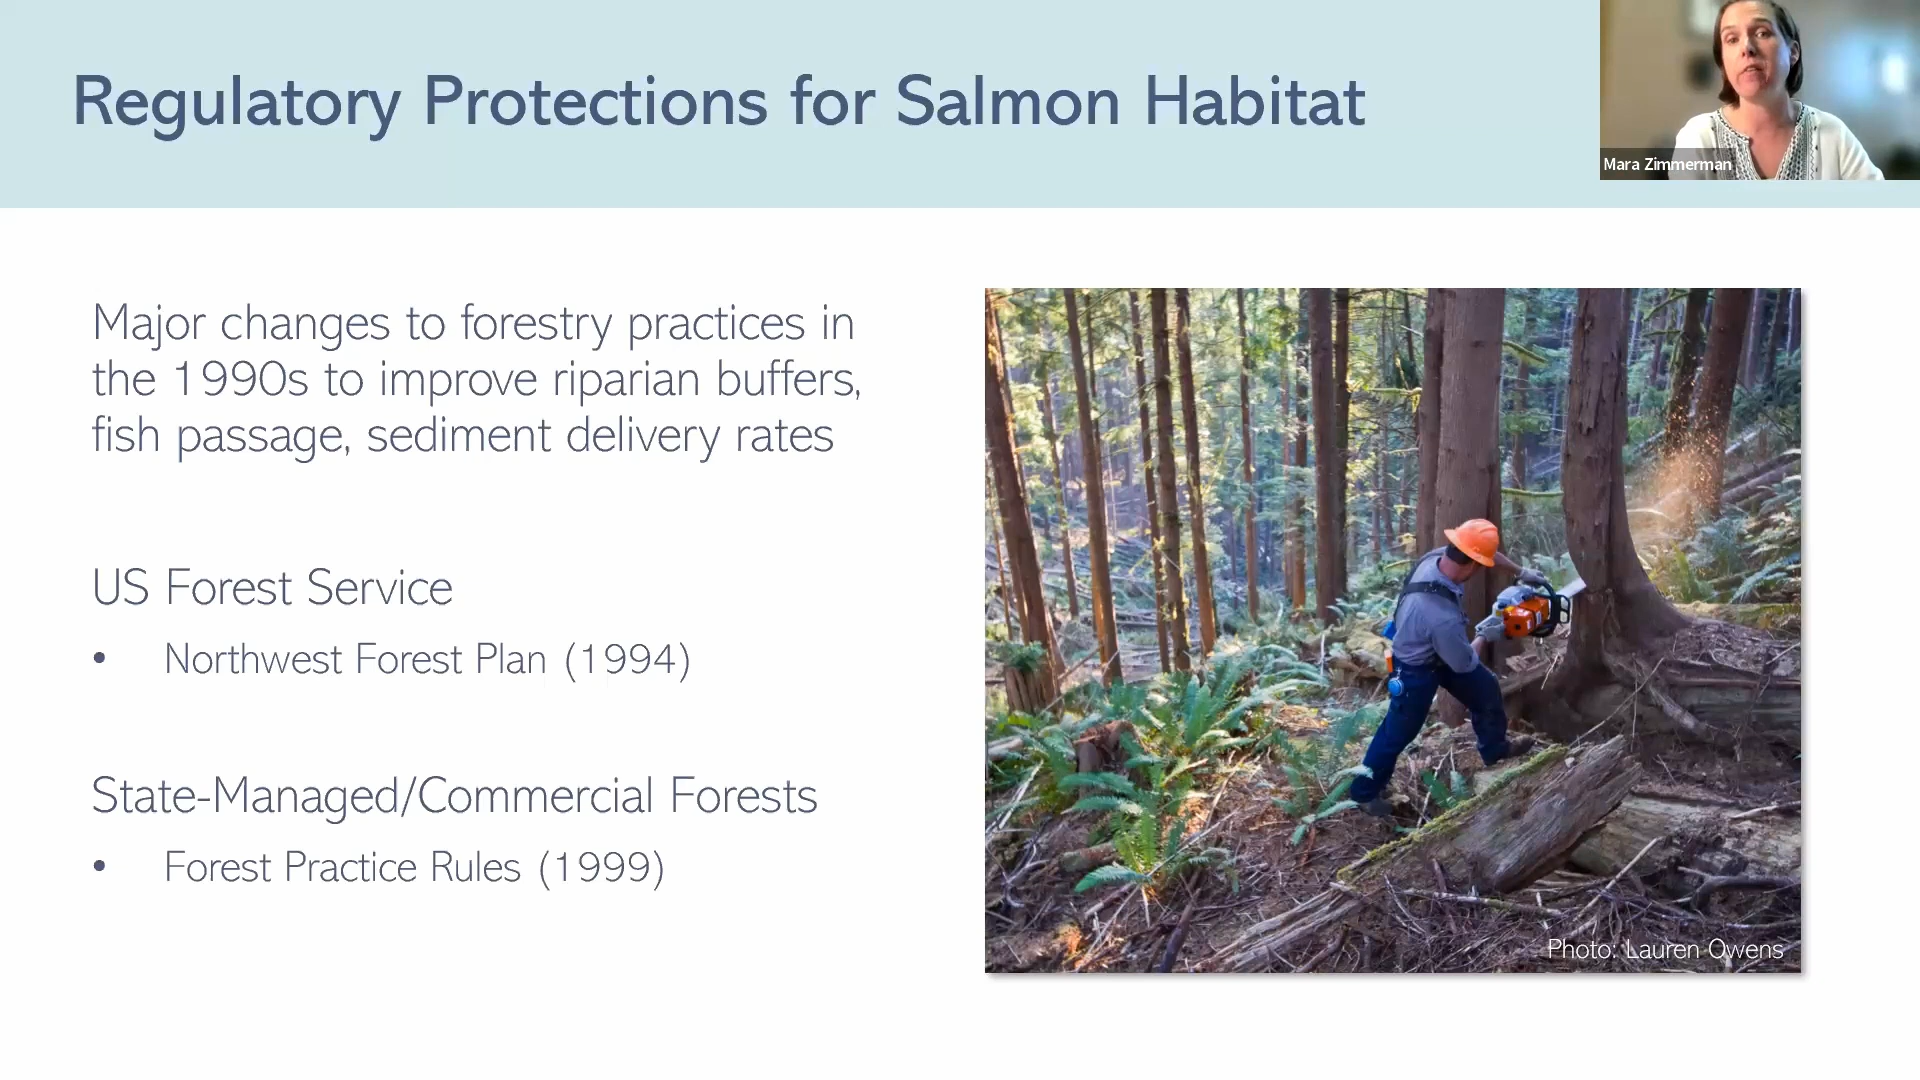 Regulatory Protections for Salmon Habitat
Mara Zimmerman
Major changes to forestry practices in
the 1990s to improve riparian buffers,
fish passage, sediment delivery rates
US Forest Service
• Northwest Forest Plan (1994)
State-Managed/Commercial Forests
• Forest Practice Rules (1999)
Photo: Lauren Owens